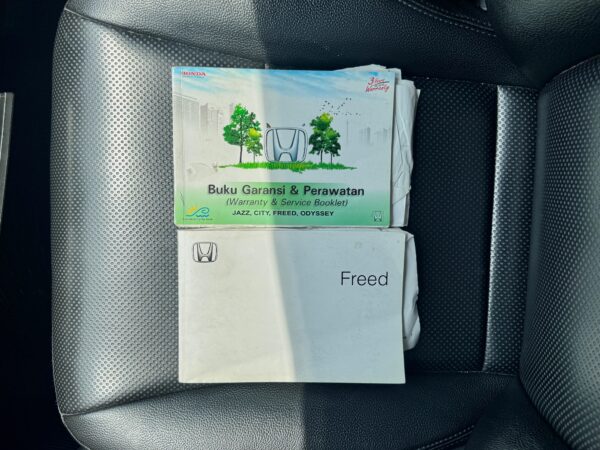 HONDA
3 Year
Warranty
Buku Garansi & Perawatan
(Warranty & Service Booklet)
JAZZ, CITY, FREED, ODYSSEY
Freed